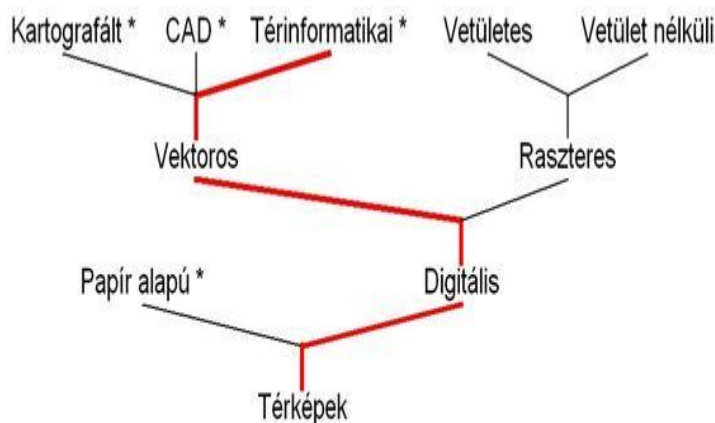 Kartografált * CAD * Térinformatikai * Vetületes Vetület nélküli
Vektoros Raszteres
Papír alapú * Digitális
Térképek